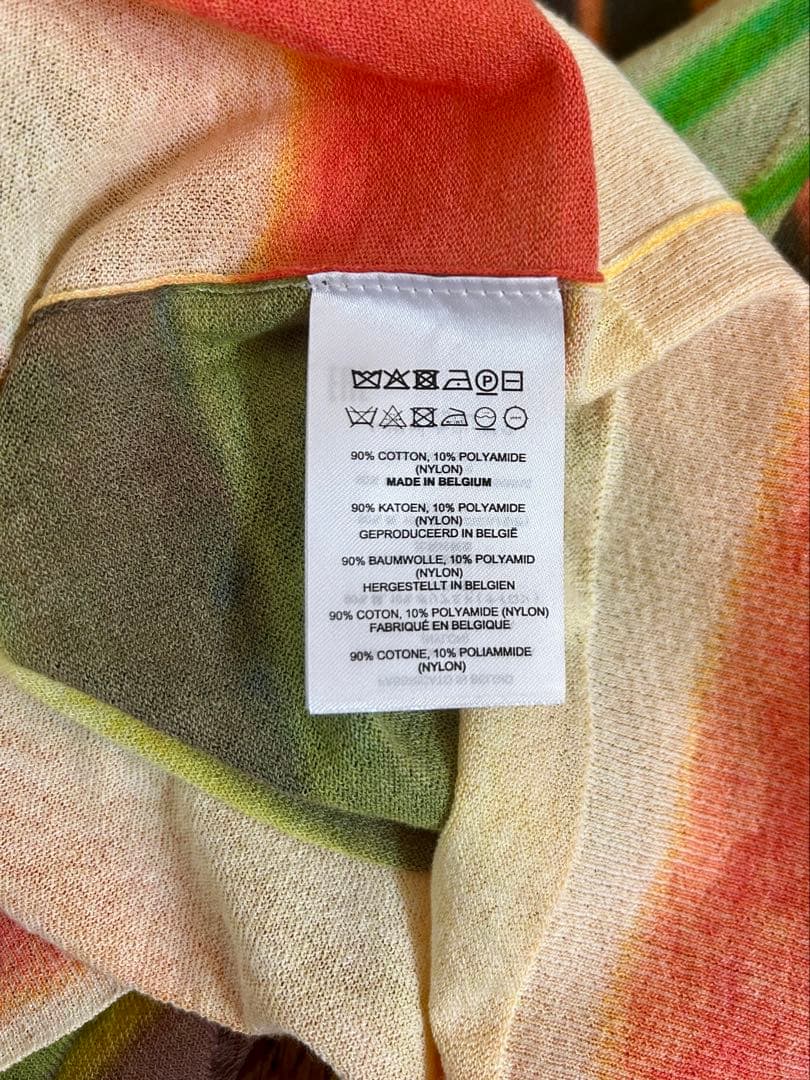 P
90% COTTON, 10% POLYAMIDE
(NYLON)
MADE IN BELGIUM
90% KATOEN, 10% POLYAMIDE
(NYLON)
GEPRODUCEERD IN BELGIË
90% BAUMWOLLE, 10% POLYAMID
(NYLON)
HERGESTELLT IN BELGIEN
90% COTON, 10% POLYAMIDE (NYLON)
FABRIQUÉ EN BELGIQUE
90% COTONE, 10% POLIAMMIDE
(NYLON)